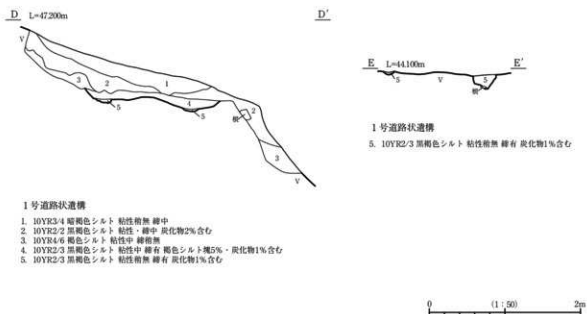 D L=47.200m D'
V
1
2
3
4
5
5
2
根
3
V
E L=44.100m E'
5
V
5
根
1号道路状遺構
5. 10YR2/3 黒褐色シルト 粘性稍無 締有 炭化物1%含む
1号道路状遺構
1. 10YR3/4 暗褐色シルト 粘性稍無 締中
2. 10YR2/2 黒褐色シルト 粘性・締中 炭化物2%含む
3. 10YR4/6 褐色シルト 粘性中 締稍無
4. 10YR2/3 黒褐色シルト 粘性中 締有 褐色シルト塊5%・炭化物1%含む
5. 10YR2/3 黒褐色シルト 粘性稍無 締有 炭化物1%含む
0 (1:50) 2m